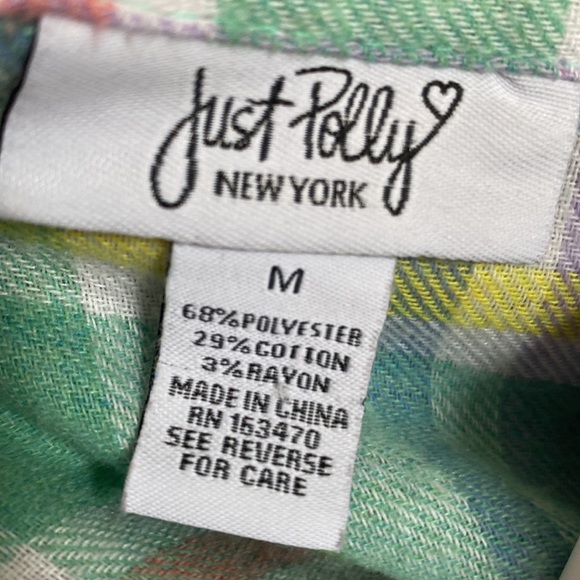 Just Polly
NEW YORK
M
68%POLYESTER
29%COTTON
3%RAYON
MADE IN CHINA
RN 163470
SEE REVERSE
FOR CARE